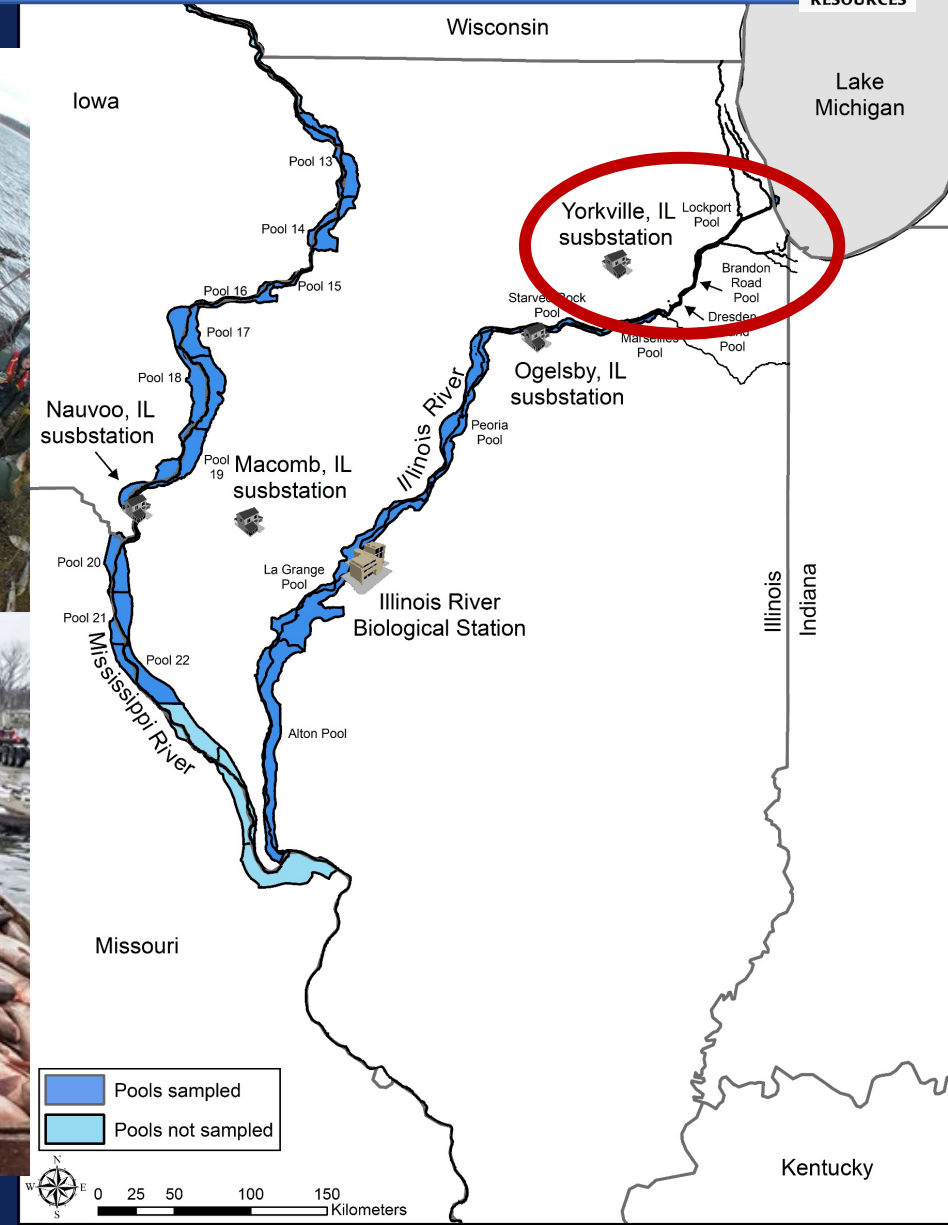 RESOURCES
Wisconsin
Iowa
Lake
Michigan
Pool 13
Yorkville, IL
susbstation
Lockport
Pool
Pool 14
Brandon
Road
Pool
Pool 15
Pool 16
Starved Rock
Pool
Dresden
Pool
Pool 17
Marseilles
Pool
Pool 18
Ogelsby, IL
susbstation
Nauvoo, IL
susbstation
Illinois River
Peoria
Pool
Pool
19
Macomb, IL
susbstation
Pool 20
La Grange
Pool
Illinois River
Biological Station
Illinois
Indiana
Pool 21
Pool 22
Mississippi River
Alton Pool
Missouri
Pools sampled
Pools not sampled
Kentucky
N
W E
S
0 25 50 100 150
Kilometers